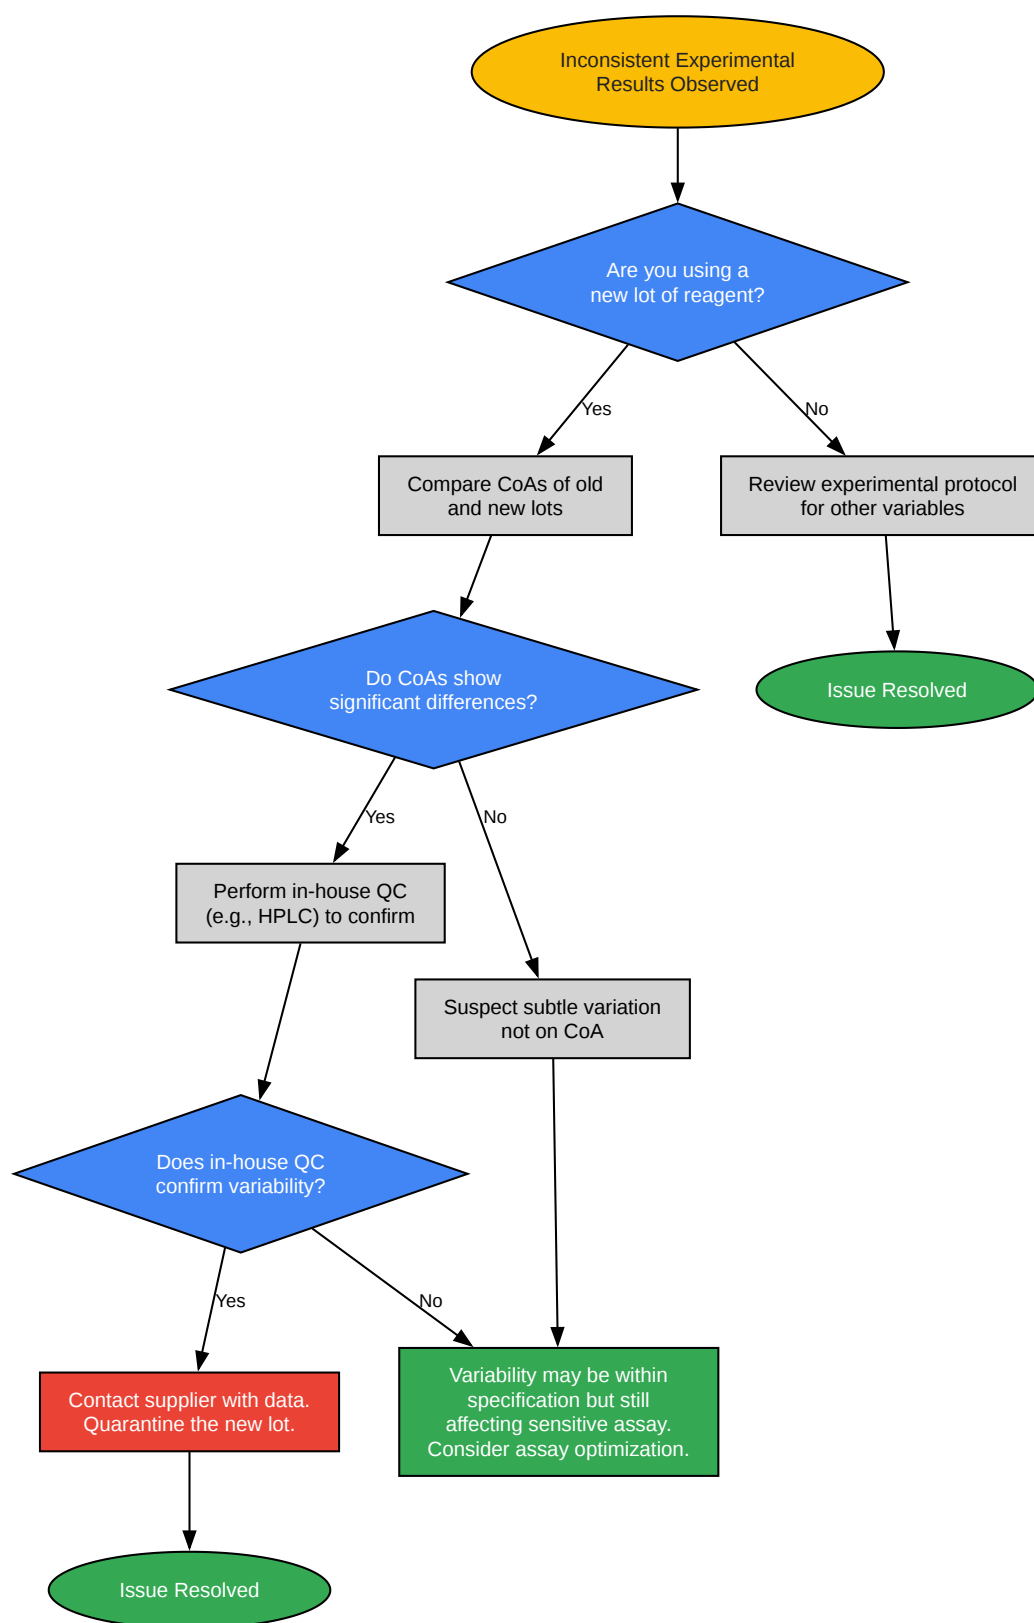 Inconsistent Experimental
Results Observed
Are you using a
new lot of reagent?
Yes
No
Compare CoAs of old
and new lots
Review experimental protocol
for other variables
Do CoAs show
significant differences?
Issue Resolved
Yes
No
Perform in-house QC
(e.g., HPLC) to confirm
Suspect subtle variation
not on CoA
Does in-house QC
confirm variability?
Yes
No
Contact supplier with data.
Quarantine the new lot.
Variability may be within
specification but still
affecting sensitive assay.
Consider assay optimization.
Issue Resolved